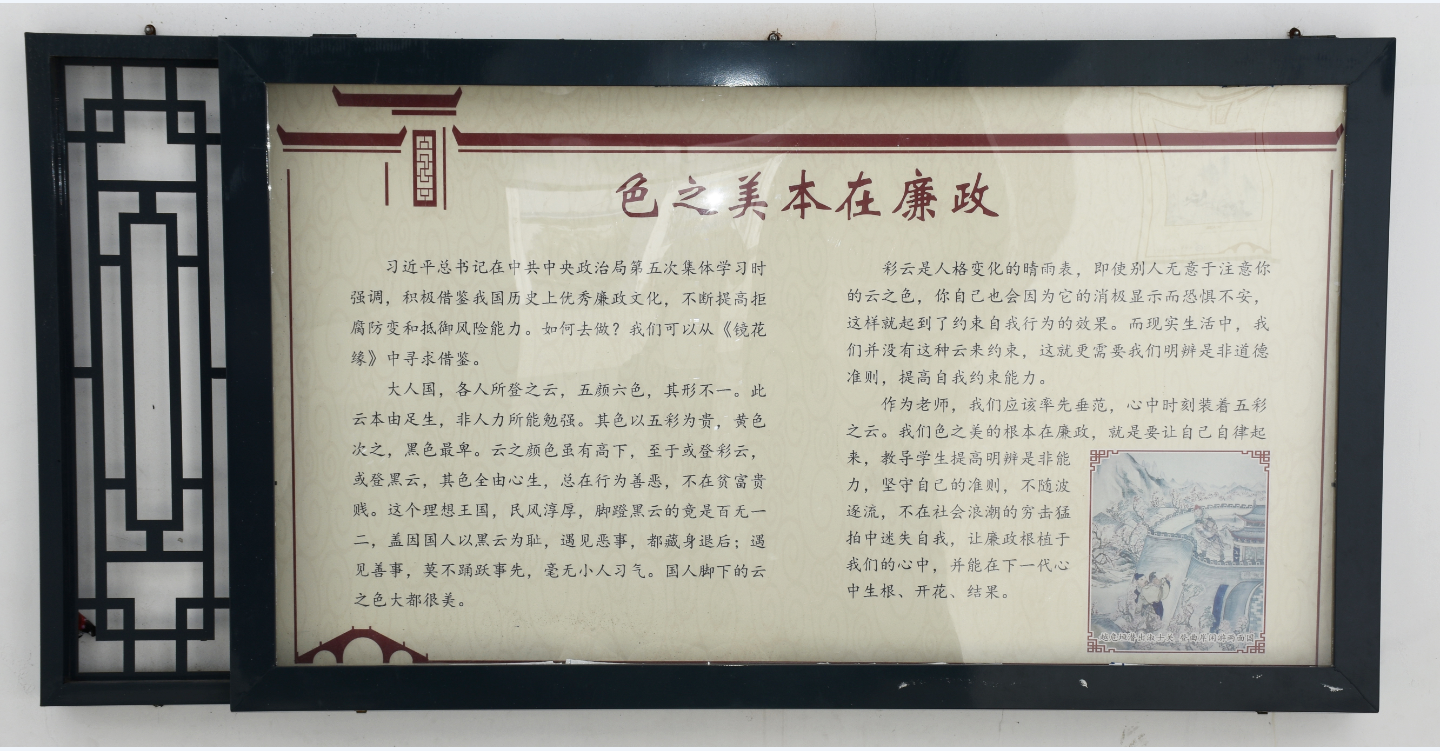 色之美本在廉政
习近平总书记在中共中央政治局第五次集体学习时
强调，积极借鉴我国历史上优秀廉政文化，不断提高拒
腐防变和抵御风险能力。如何去做？我们可以从《镜花
缘》中寻求借鉴。
大人国，各人所登之云，五颜六色，其形不一。此
云本由足生，非人力所能勉强。其色以五彩为贵，黄色
次之，黑色最卑。云之颜色虽有高下，至于或登彩云，
或登黑云，其色全由心生，总在行为善恶，不在贫富贵
贱。这个理想王国，民风淳厚，脚蹬黑云的竟是百无一
二，盖因国人以黑云为耻，遇见恶事，都藏身退后；遇
见善事，莫不踊跃事先，毫无小人习气。国人脚下的云
之色大都很美。
彩云是人格变化的晴雨表，即使别人无意于注意你
的云之色，你自己也会因为它的消极显示而恐惧不安，
这样就起到了约束自我行为的效果。而现实生活中，我
们并没有这种云来约束，这就更需要我们明辨是非道德
准则，提高自我约束能力。
作为老师，我们应该率先垂范，心中时刻装着五彩
之云。我们色之美的根本在廉政，就是要让自己自律起
来，教导学生提高明辨是非能
力，坚守自己的准则，不随波
逐流，不在社会浪潮的穷击猛
拍中迷失自我，让廉政根植于
我们的心中，并能在下一代心
中生根、开花、结果。